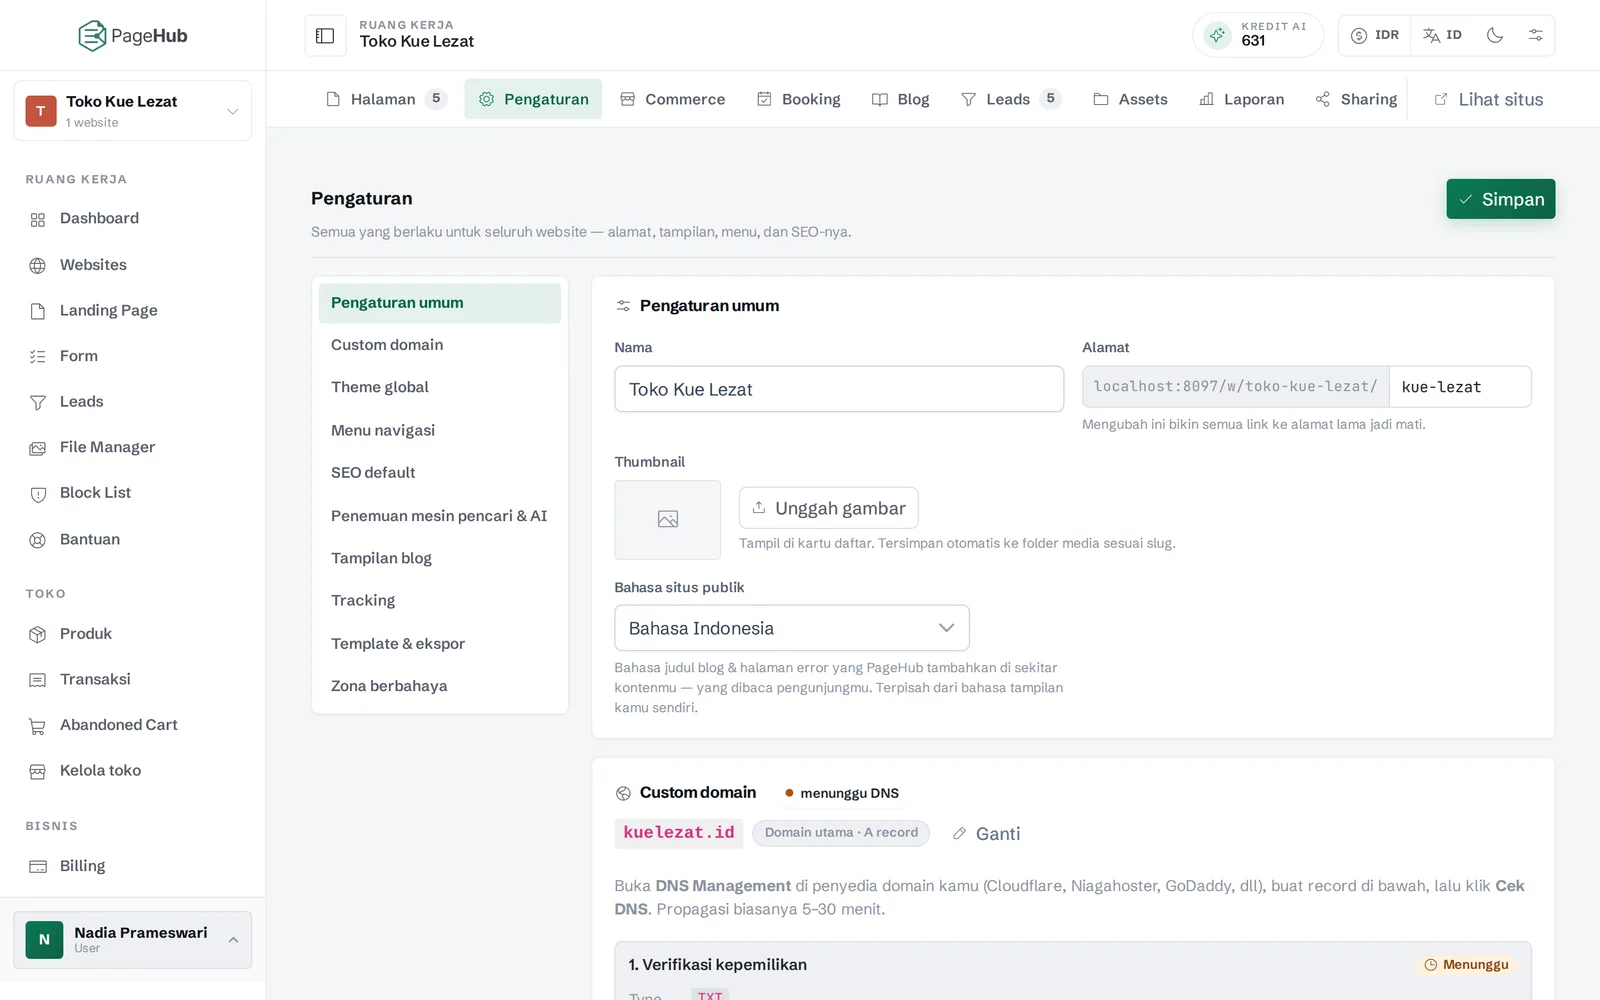 PageHub
RUANG KERJA
Toko Kue Lezat
KREDIT AI
631
IDR
ID
T
Toko Kue Lezat
1 website
Halaman 5
Pengaturan
Commerce
Booking
Blog
Leads 5
Assets
Laporan
Sharing
Lihat situs
RUANG KERJA
Dashboard
Websites
Landing Page
Form
Leads
File Manager
Block List
Bantuan
TOKO
Produk
Transaksi
Abandoned Cart
Kelola toko
BISNIS
Billing
N
Nadia Prameswari
User
Pengaturan
Semua yang berlaku untuk seluruh website — alamat, tampilan, menu, dan SEO-nya.
Simpan
Pengaturan umum
Custom domain
Theme global
Menu navigasi
SEO default
Penemuan mesin pencari & AI
Tampilan blog
Tracking
Template & ekspor
Zona berbahaya
Pengaturan umum
Nama
Toko Kue Lezat
Alamat
localhost:8097/w/toko-kue-lezat/ kue-lezat
Mengubah ini bikin semua link ke alamat lama jadi mati.
Thumbnail
Unggah gambar
Tampil di kartu daftar. Tersimpan otomatis ke folder media sesuai slug.
Bahasa situs publik
Bahasa Indonesia
Bahasa judul blog & halaman error yang PageHub tambahkan di sekitar
kontenmu — yang dibaca pengunjungmu. Terpisah dari bahasa tampilan
kamu sendiri.
Custom domain
menunggu DNS
kuelezat.id
Domain utama · A record
Ganti
Buka DNS Management di penyedia domain kamu (Cloudflare, Niagahoster, GoDaddy, dll), buat record di bawah, lalu klik Cek
DNS. Propagasi biasanya 5–30 menit.
1. Verifikasi kepemilikan
Menunggu
Type TXT